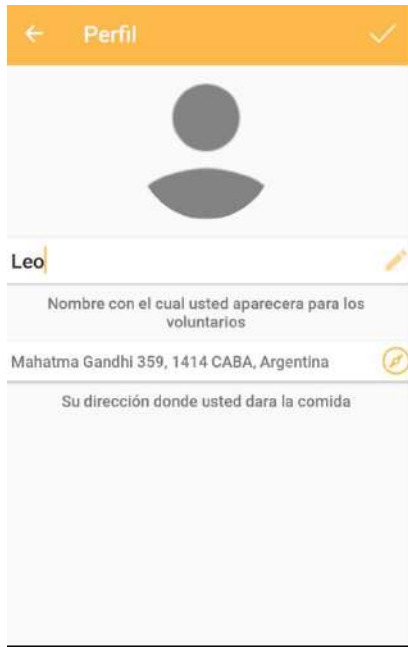 Perfil
Leo
Nombre con el cual usted aparecera para los
voluntarios
Mahatma Gandhi 359, 1414 CABA, Argentina
Su dirección donde usted dara la comida